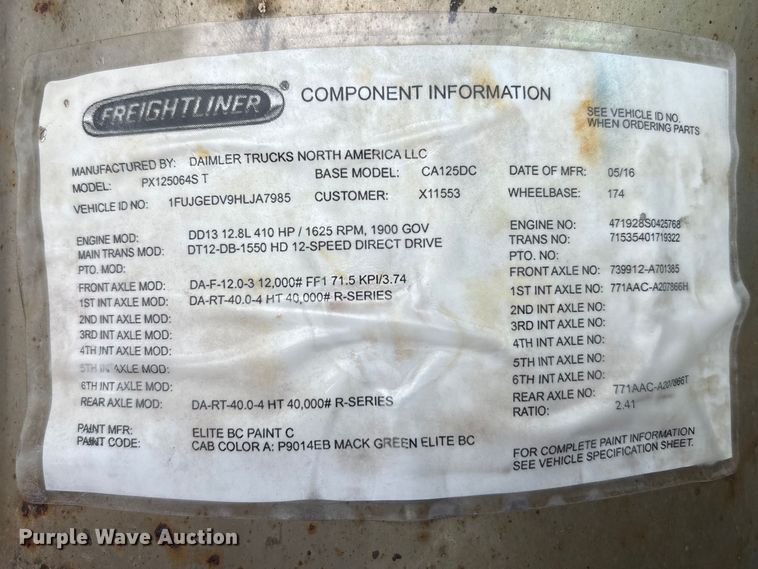 FREIGHTLINER ®
COMPONENT INFORMATION
SEE VEHICLE ID NO.
WHEN ORDERING PARTS
MANUFACTURED BY: DAIMLER TRUCKS NORTH AMERICA LLC
MODEL: PX125064S T BASE MODEL: CA125DC DATE OF MFR: 05/16
VEHICLE ID NO: 1FUJGEDV9HLJA7985 CUSTOMER: X11553 WHEELBASE: 174
ENGINE MOD: DD13 12.8L 410 HP / 1625 RPM, 1900 GOV ENGINE NO: 471928S0425768
MAIN TRANS MOD: DT12-DB-1550 HD 12-SPEED DIRECT DRIVE TRANS NO: 71535401719322
PTO. MOD: PTO. NO:
FRONT AXLE MOD: DA-F-12.0-3 12,000# FF1 71.5 KPI/3.74 FRONT AXLE NO: 739912-A701385
1ST INT AXLE MOD: DA-RT-40.0-4 HT 40,000# R-SERIES 1ST INT AXLE NO: 771AAC-A207866H
2ND INT AXLE MOD: 2ND INT AXLE NO:
3RD INT AXLE MOD: 3RD INT AXLE NO:
4TH INT AXLE MOD: 4TH INT AXLE NO:
5TH INT AXLE MOD: 5TH INT AXLE NO:
6TH INT AXLE MOD: 6TH INT AXLE NO:
REAR AXLE MOD: DA-RT-40.0-4 HT 40,000# R-SERIES REAR AXLE NO: 771AAC-A207866T
RATIO: 2.41
PAINT MFR: ELITE BC PAINT C
PAINT CODE: CAB COLOR A: P9014EB MACK GREEN ELITE BC
FOR COMPLETE PAINT INFORMATION
SEE VEHICLE SPECIFICATION SHEET.
Purple Wave Auction®